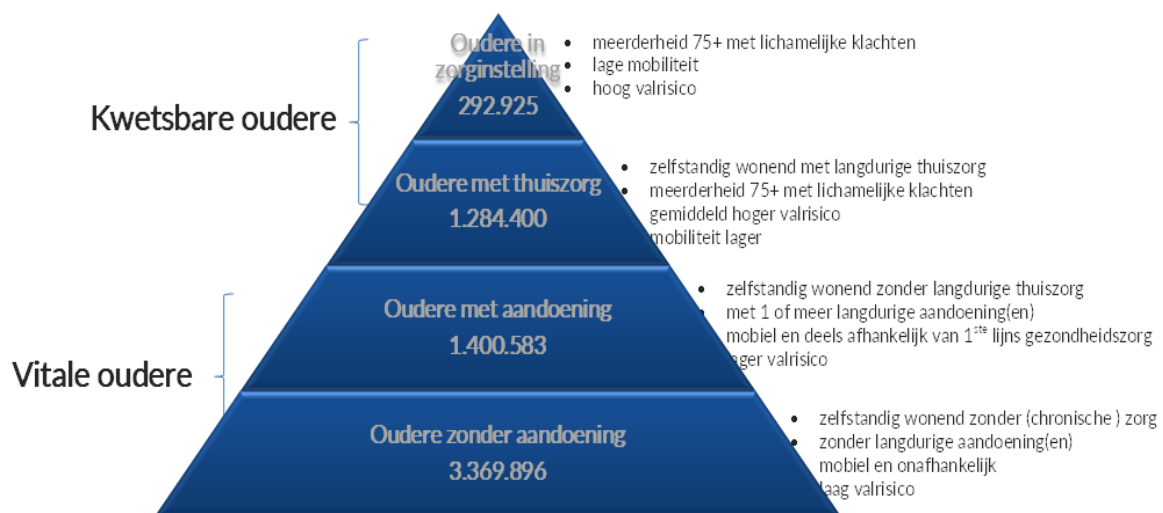 Oudere in
zorginstelling
292.925
• meerderheid 75+ met lichamelijke klachten
• lage mobiliteit
• hoog valrisico
Kwetsbare oudere
Oudere met thuiszorg
1.284.400
• zelfstandig wonend met langdurige thuiszorg
• meerderheid 75+ met lichamelijke klachten
gemiddeld hoger valrisico
mobiliteit lager
Oudere met aandoening
1.400.583
• zelfstandig wonend zonder langdurige thuiszorg
• met 1 of meer langdurige aandoening(en)
mobiel en deels afhankelijk van 1ste lijns gezondheidszorg
lager valrisico
Vitale oudere
Oudere zonder aandoening
3.369.896
• zelfstandig wonend zonder (chronische ) zorg
• zonder langdurige aandoening(en)
mobiel en onafhankelijk
laag valrisico